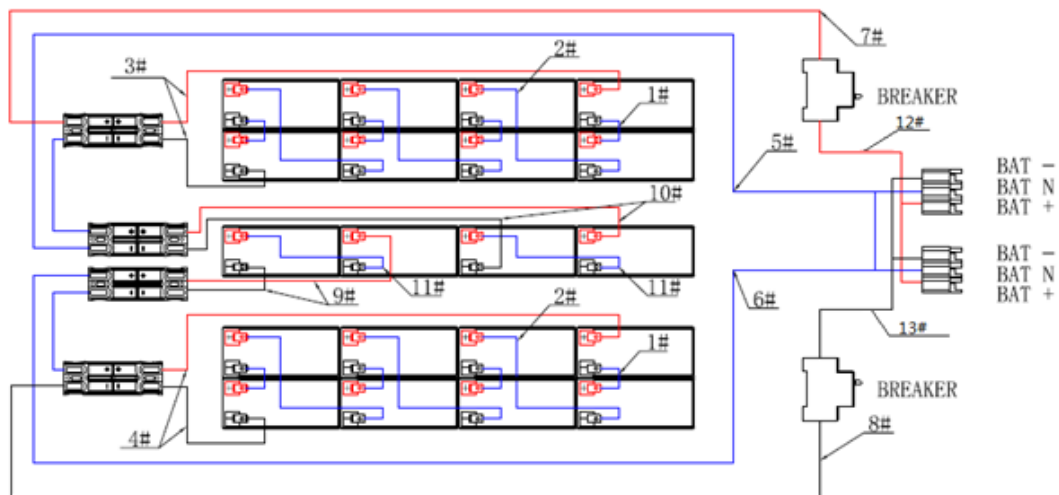 7#
2#
3#
1#
BREAKER
12#
5#
BAT -
BAT N
BAT +
10#
BAT -
BAT N
BAT +
9#
11#
11#
6#
2#
13#
1#
BREAKER
4#
8#